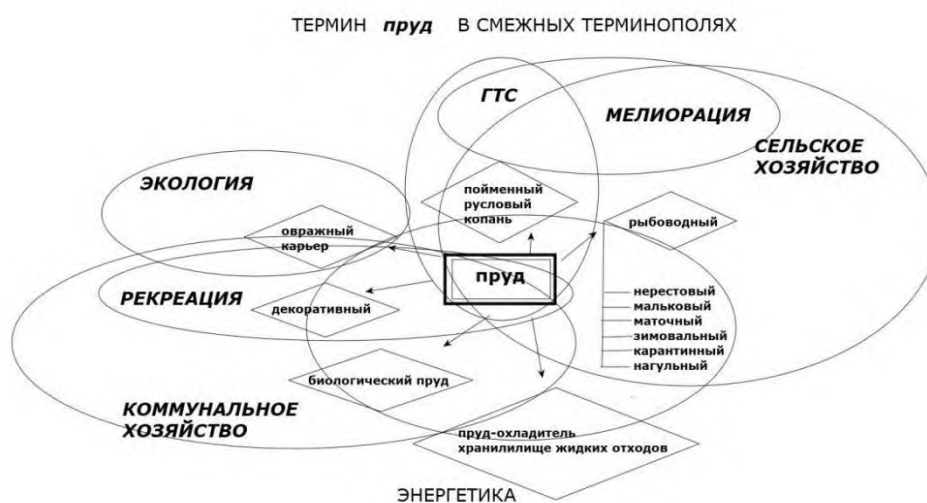 ТЕРМИН пруд В СМЕЖНЫХ ТЕРМИНОПОЛЯХ
ГТС
МЕЛИОРАЦИЯ
СЕЛЬСКОЕ
ХОЗЯЙСТВО
ЭКОЛОГИЯ
пойменный
русловый
копань
рыбоводный
овражный
карьер
пруд
РЕКРЕАЦИЯ
декоративный
нерестовый
мальковый
маточный
зимовальный
карантинный
нагульный
биологический пруд
КОММУНАЛЬНОЕ
ХОЗЯЙСТВО
пруд-охладитель
хранилилище жидких отходов
ЭНЕРГЕТИКА